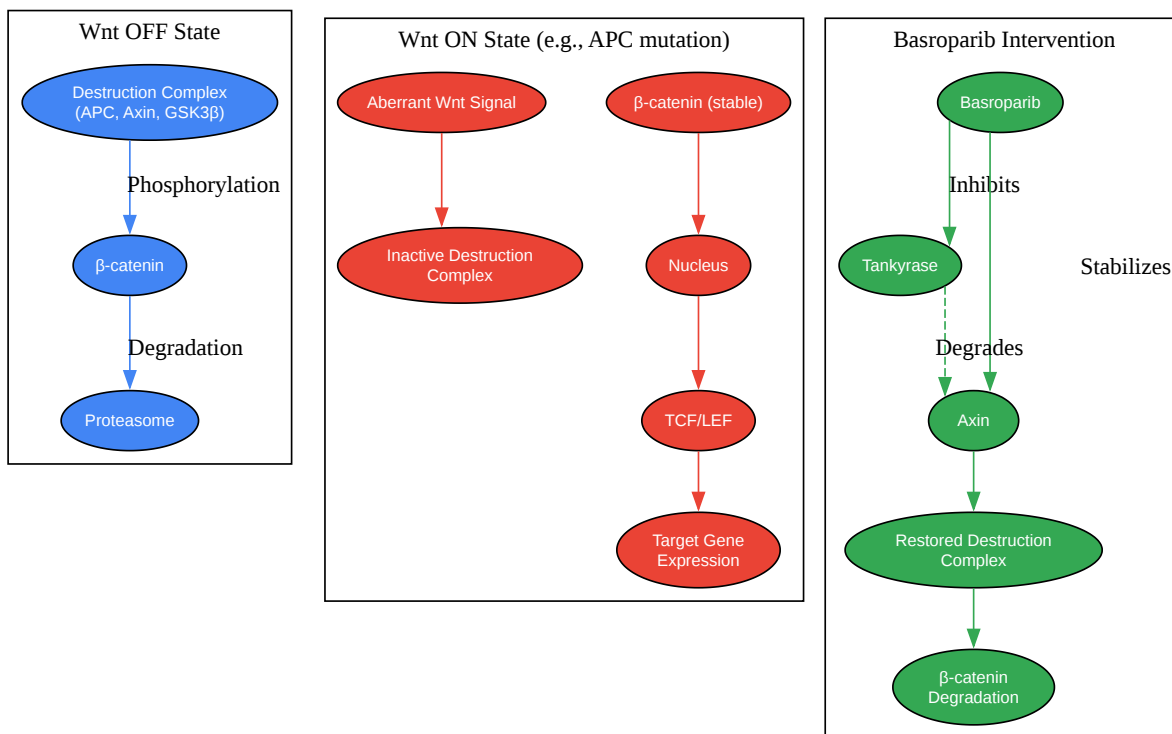 Wnt OFF State
Destruction Complex
(APC, Axin, GSK3β)
Phosphorylation
β-catenin
Degradation
Proteasome
Wnt ON State (e.g., APC mutation)
Aberrant Wnt Signal
Inactive Destruction
Complex
β-catenin (stable)
Nucleus
TCF/LEF
Target Gene
Expression
Basroparib Intervention
Basroparib
Inhibits
Tankyrase
Stabilizes
Degrades
Axin
Restored Destruction
Complex
β-catenin
Degradation